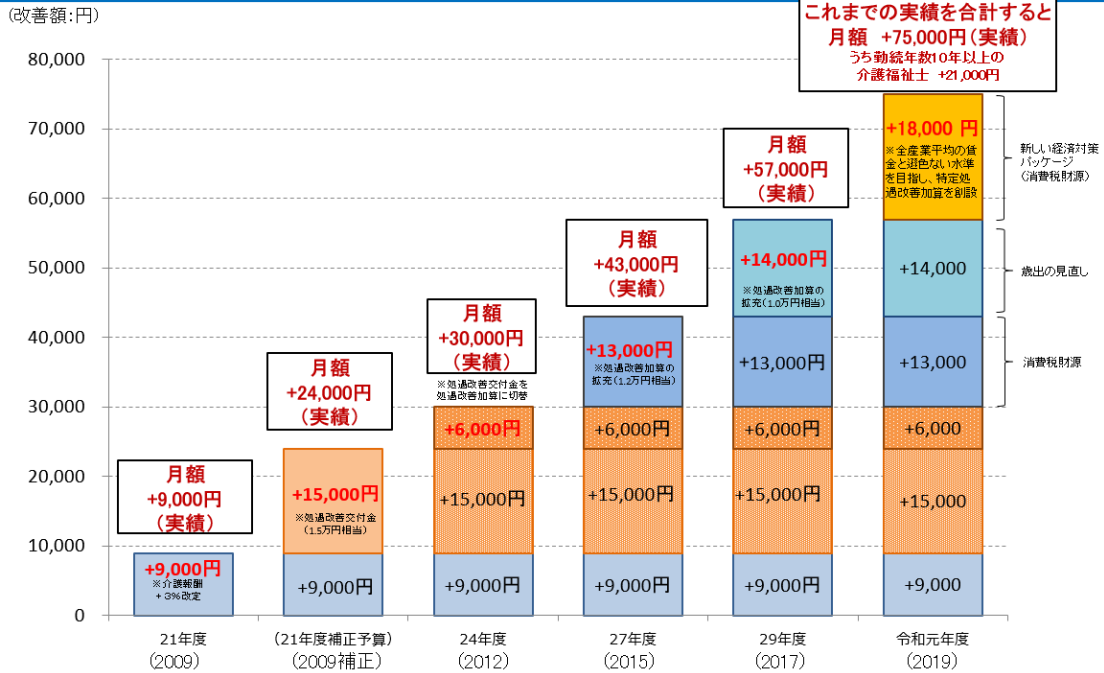 (改善額:円)
これまでの実績を合計すると
月額 +75,000円(実績)
うち勤続年数10年以上の
介護福祉士 +21,000円
80,000
70,000
60,000
50,000
40,000
30,000
20,000
10,000
0
月額
+9,000円
(実績)
+9,000円
※介護報酬
+3%改定
21年度
(2009)
月額
+24,000円
(実績)
+15,000円
※処遇改善交付金
(1.5万円相当)
+9,000円
(21年度補正予算)
(2009補正)
月額
+30,000円
(実績)
※処遇改善交付金を
処遇改善加算に切替
+6,000円
+15,000円
+9,000円
24年度
(2012)
月額
+43,000円
(実績)
+13,000円
※処遇改善加算の
拡充(1.2万円相当)
+6,000円
+15,000円
+9,000円
27年度
(2015)
月額
+57,000円
(実績)
+14,000円
※処遇改善加算の
拡充(1.0万円相当)
+13,000円
+6,000円
+15,000円
+9,000円
29年度
(2017)
+18,000 円
※全産業平均の賃
金と遜色ない水準
を目指し、特定処
遇改善加算を創設
+14,000
+13,000
+6,000
+15,000
+9,000
令和元年度
(2019)
新しい経済対策
パッケージ
(消費税財源)
歳出の見直し
消費税財源